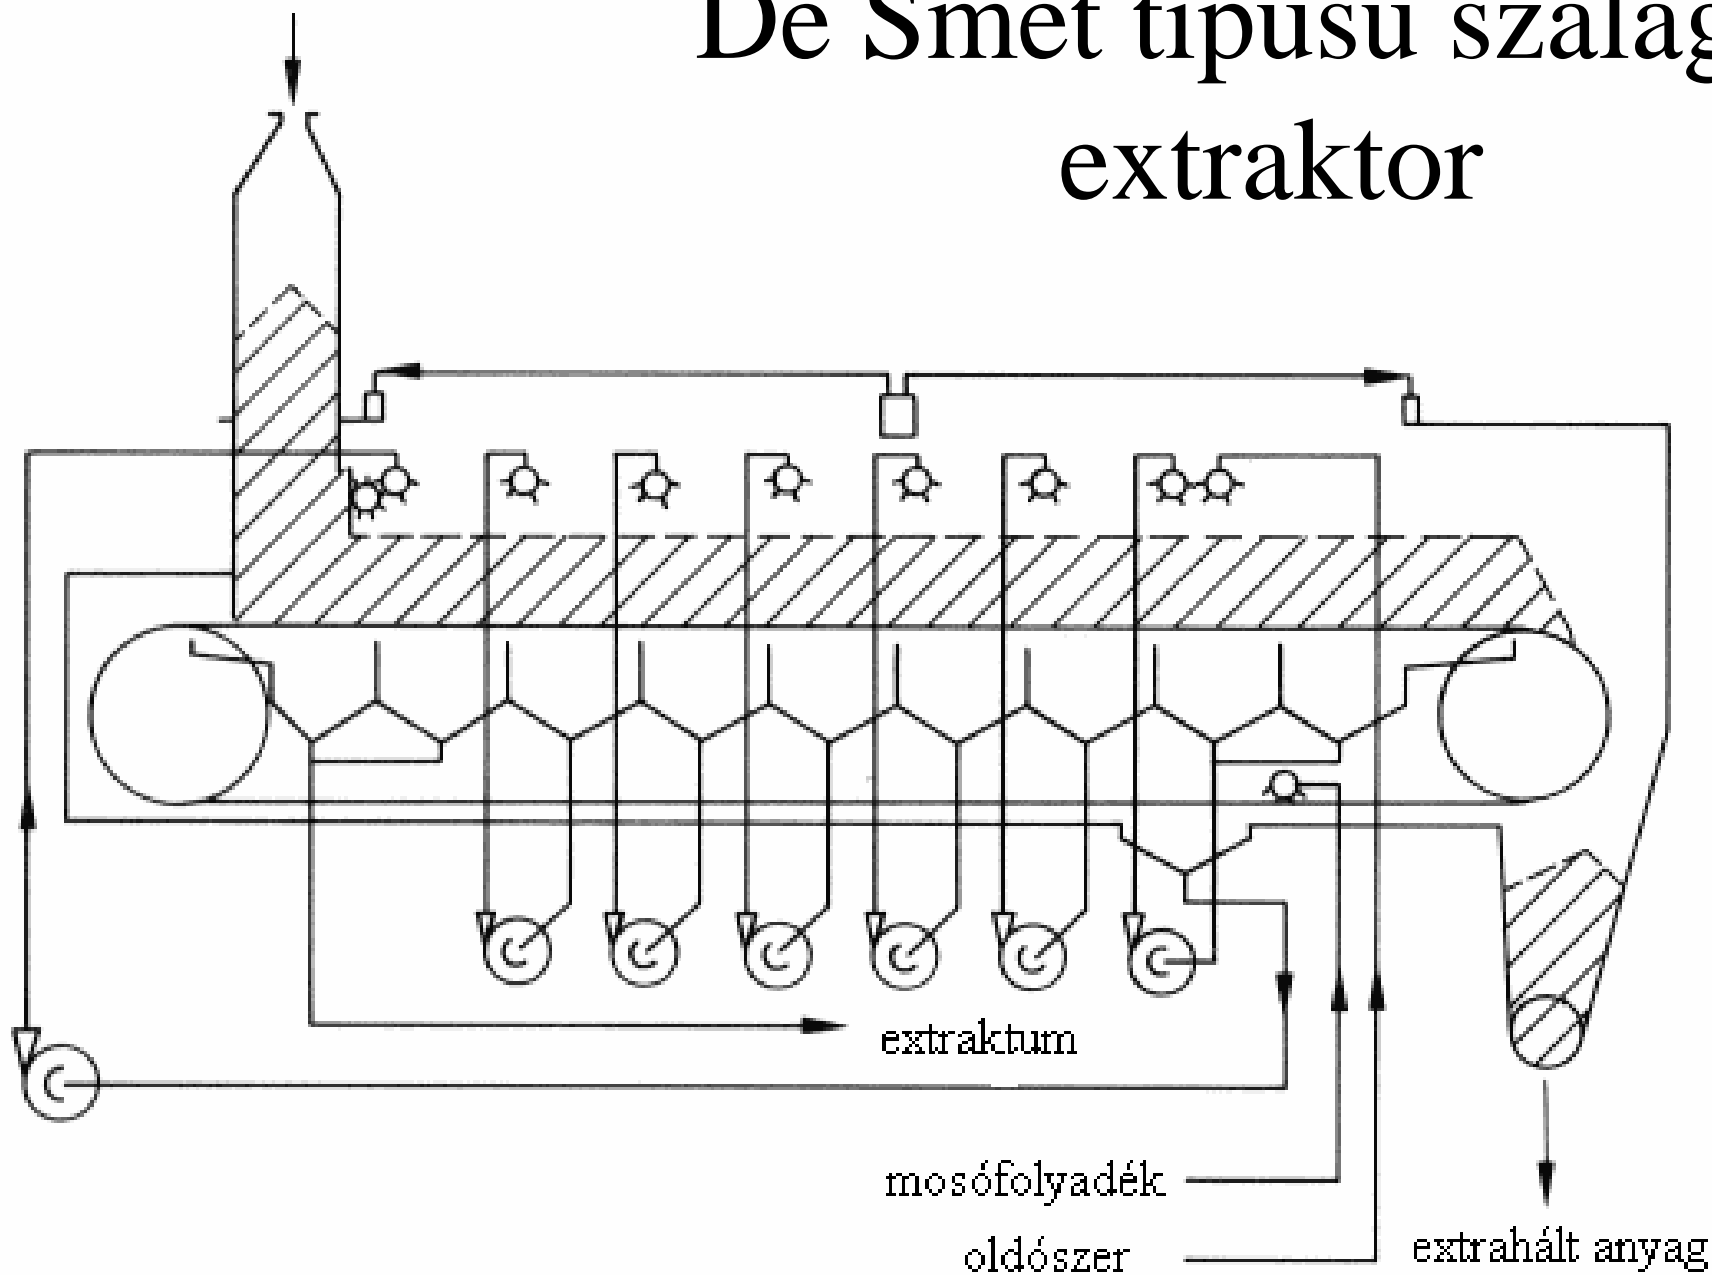 De Smet típusú szalag
extraktor
extraktum
mosófolyadék
oldószer
extrahált anyag